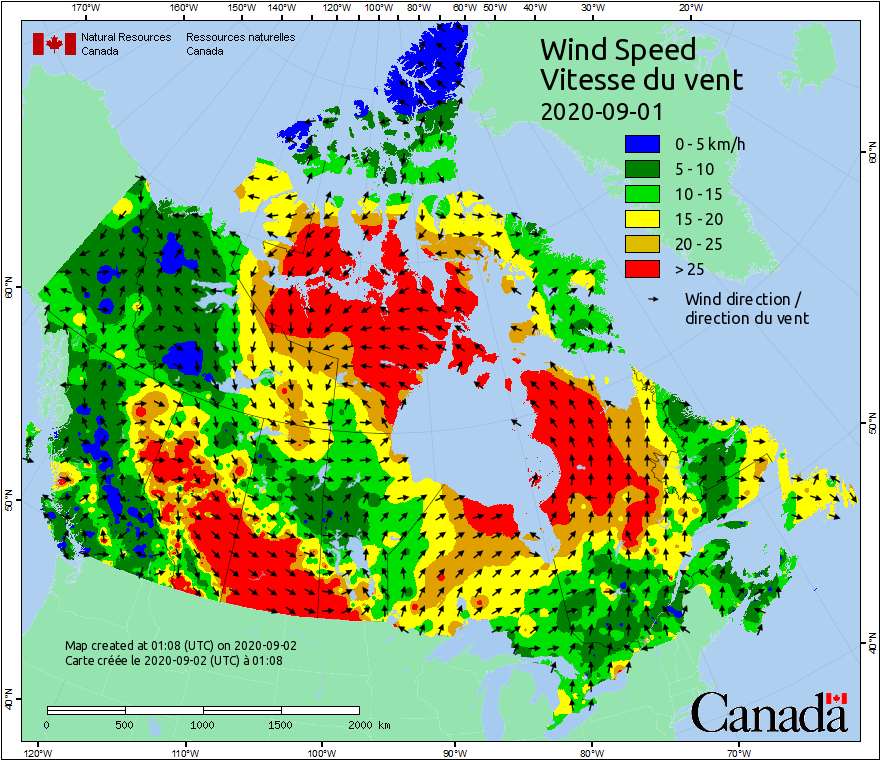 170°W 160°W 150°W 140°W 120°W 100°W 80°W 60°W 50°W 40°W 30°W 20°W
Natural Resources Canada
Ressources naturelles Canada
Wind Speed
Vitesse du vent
2020-09-01
0 - 5 km/h
5 - 10
10 - 15
15 - 20
20 - 25
> 25
Wind direction /
direction du vent
60°N
50°N
40°N
60°N
50°N
40°N
Map created at 01:08 (UTC) on 2020-09-02
Carte créée le 2020-09-02 (UTC) à 01:08
0 500 1000 1500 2000 km
Canada
120°W 110°W 100°W 90°W 80°W 70°W